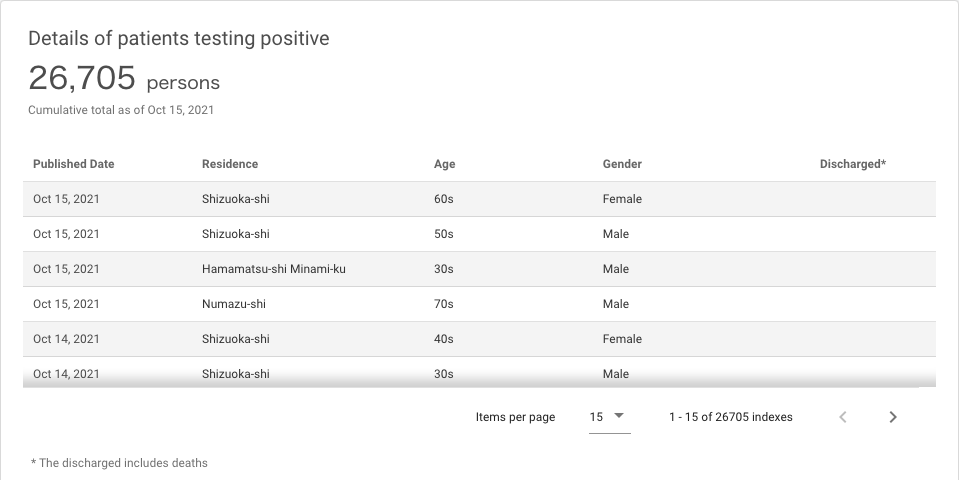 Details of patients testing positive
26,705 persons
Cumulative total as of Oct 15, 2021
Published Date Residence Age Gender Discharged*
Oct 15, 2021 Shizuoka-shi 60s Female
Oct 15, 2021 Shizuoka-shi 50s Male
Oct 15, 2021 Hamamatsu-shi Minami-ku 30s Male
Oct 15, 2021 Numazu-shi 70s Male
Oct 14, 2021 Shizuoka-shi 40s Female
Oct 14, 2021 Shizuoka-shi 30s Male
Items per page 15 1 - 15 of 26705 indexes
* The discharged includes deaths